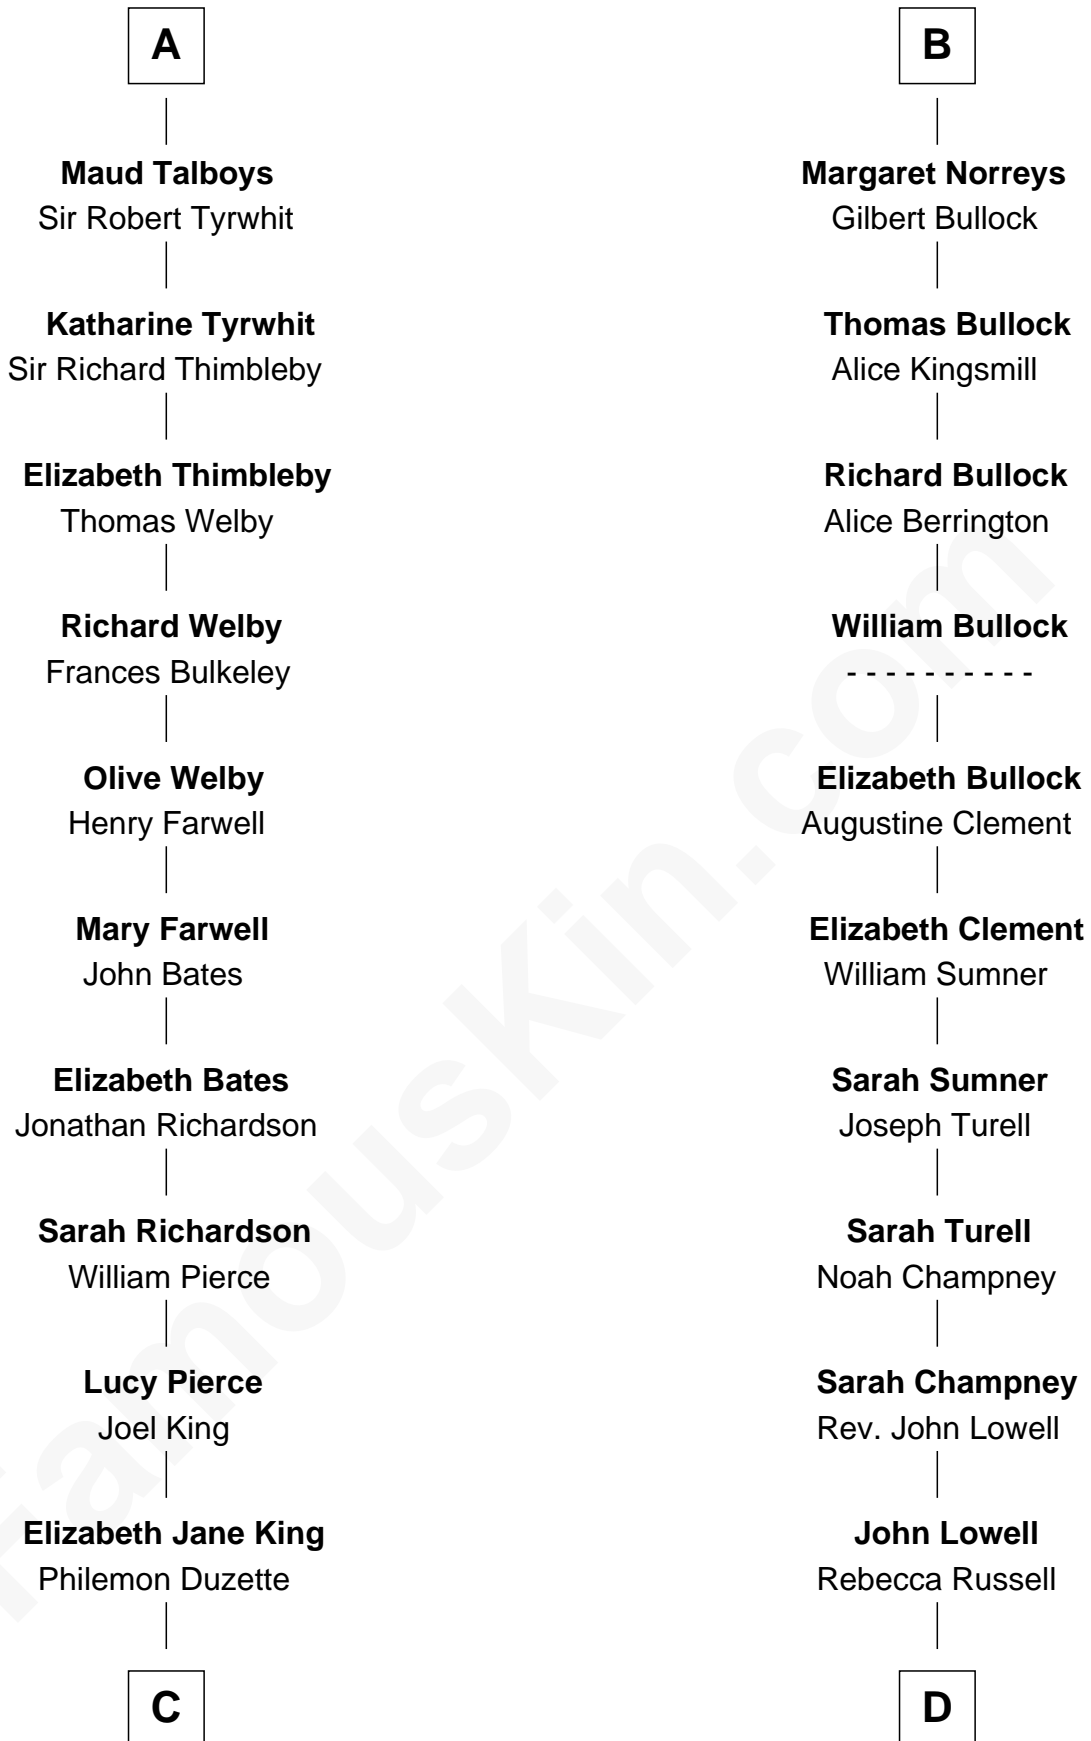 A
Maud Talboys
Sir Robert Tyrwhit
Katharine Tyrwhit
Sir Richard Thimbleby
Elizabeth Thimbleby
Thomas Welby
Richard Welby
Frances Bulkeley
Olive Welby
Henry Farwell
Mary Farwell
John Bates
Elizabeth Bates
Jonathan Richardson
Sarah Richardson
William Pierce
Lucy Pierce
Joel King
Elizabeth Jane King
Philemon Duzette
C
B
Margaret Norreys
Gilbert Bullock
Thomas Bullock
Alice Kingsmill
Richard Bullock
Alice Berrington
William Bullock
- - - - - - - - - -
Elizabeth Bullock
Augustine Clement
Elizabeth Clement
William Sumner
Sarah Sumner
Joseph Turell
Sarah Turell
Noah Champney
Sarah Champney
Rev. John Lowell
John Lowell
Rebecca Russell
D
FamousKin.com